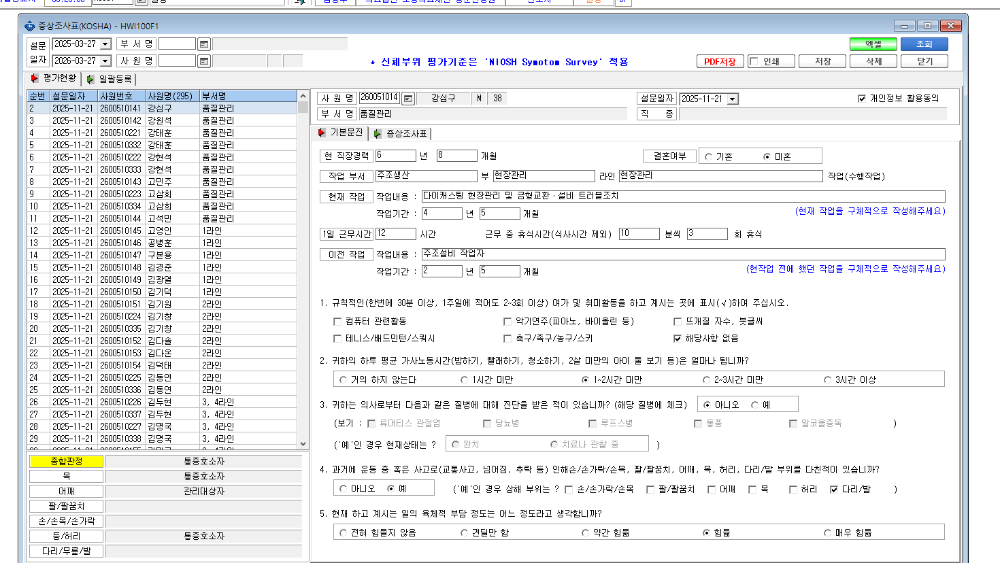 증상조사표(KOSHA) - HWI100F1
설문 2025-03-27 부 서 명 엑셀 조회
일자 2026-03-27 사 원 명 * 신체부위 평가기준은 'NIOSH Symotom Survey' 적용 PDF저장 인쇄 저장 삭제 닫기
평가현황 일괄등록
순번 설문일자 사원번호 사원명(295) 부서명
2 2025-11-21 2600510141 강심구 품질관리
3 2025-11-21 2600510142 강원석 품질관리
4 2025-11-21 2600510221 강태훈 품질관리
5 2025-11-21 2600510332 강태훈 품질관리
6 2025-11-21 2600510222 강현석 품질관리
7 2025-11-21 2600510333 강현석 품질관리
8 2025-11-21 2600510143 고민주 품질관리
9 2025-11-21 2600510223 고삼희 품질관리
10 2025-11-21 2600510334 고삼희 품질관리
11 2025-11-21 2600510144 고석민 품질관리
12 2025-11-21 2600510145 고영인 1라인
13 2025-11-21 2600510146 공병훈 1라인
14 2025-11-21 2600510147 구본용 1라인
15 2025-11-21 2600510148 김경준 1라인
16 2025-11-21 2600510149 김광열 1라인
17 2025-11-21 2600510150 김기덕 1라인
18 2025-11-21 2600510151 김기원 2라인
19 2025-11-21 2600510224 김기창 2라인
20 2025-11-21 2600510335 김기창 2라인
21 2025-11-21 2600510152 김다솔 2라인
22 2025-11-21 2600510153 김다온 2라인
23 2025-11-21 2600510154 김덕태 2라인
24 2025-11-21 2600510225 김동연 2라인
25 2025-11-21 2600510336 김동연 2라인
26 2025-11-21 2600510226 김두현 3, 4라인
27 2025-11-21 2600510337 김두현 3, 4라인
28 2025-11-21 2600510227 김명국 3, 4라인
29 2025-11-21 2600510338 김명국 3, 4라인
종합판정 통증호소자
목 통증호소자
어깨 관리대상자
팔/팔꿈치
손/손목/손가락
등/허리 통증호소자
다리/무릎/발
사 원 명 260051014 강심구 M 38 설문일자 2025-11-21 개인정보 활용동의
부 서 명 품질관리 직 종
기본문진 증상조사표
현 직장경력 6 년 8 개월 결혼여부 기혼 미혼
작업 부서 주조생산 부 현장관리 라인 현장관리 작업(수행작업)
현재 작업 작업내용 : 다이캐스팅 현장관리 및 금형교환·설비 트러블조치
작업기간 : 4 년 5 개월 (현재 작업을 구체적으로 작성해주세요)
1일 근무시간 12 시간 근무 중 휴식시간(식사시간 제외) 10 분씩 3 회 휴식
이전 작업 작업내용 : 주조설비 작업자
작업기간 : 2 년 5 개월 (현작업 전에 했던 작업을 구체적으로 작성해주세요)
1. 규칙적인(한번에 30분 이상, 1주일에 적어도 2~3회 이상) 여가 및 취미활동을 하고 계시는 곳에 표시(√)하여 주십시오.
컴퓨터 관련활동 악기연주(피아노, 바이올린 등) 뜨개질 자수, 붓글씨
테니스/배드민턴/스쿼시 축구/족구/농구/스키 해당사항 없음
2. 귀하의 하루 평균 가사노동시간(밥하기, 빨래하기, 청소하기, 2살 미만의 아이 돌 보기 등)은 얼마나 됩니까?
거의 하지 않는다 1시간 미만 1~2시간 미만 2~3시간 미만 3시간 이상
3. 귀하는 의사로부터 다음과 같은 질병에 대해 진단을 받은 적이 있습니까? (해당 질병에 체크) 아니오 예
(보기 : 류머티스 관절염 당뇨병 루프스병 통풍 알코올중독 )
('예'인 경우 현재상태는 ? 완치 치료나 관찰 중 )
4. 과거에 운동 중 혹은 사고로(교통사고, 넘어짐, 추락 등) 인해손/손가락/손목, 팔/팔꿈치, 어깨, 목, 허리, 다리/발 부위를 다친적이 있습니까?
아니오 예 ('예'인 경우 상해 부위는 ? 손/손가락/손목 팔/팔꿈치 어깨 목 허리 다리/발 )
5. 현재 하고 계시는 일의 육체적 부담 정도는 어느 정도라고 생각합니까?
전혀 힘들지 않음 견딜만 함 약간 힘듦 힘듦 매우 힘듦